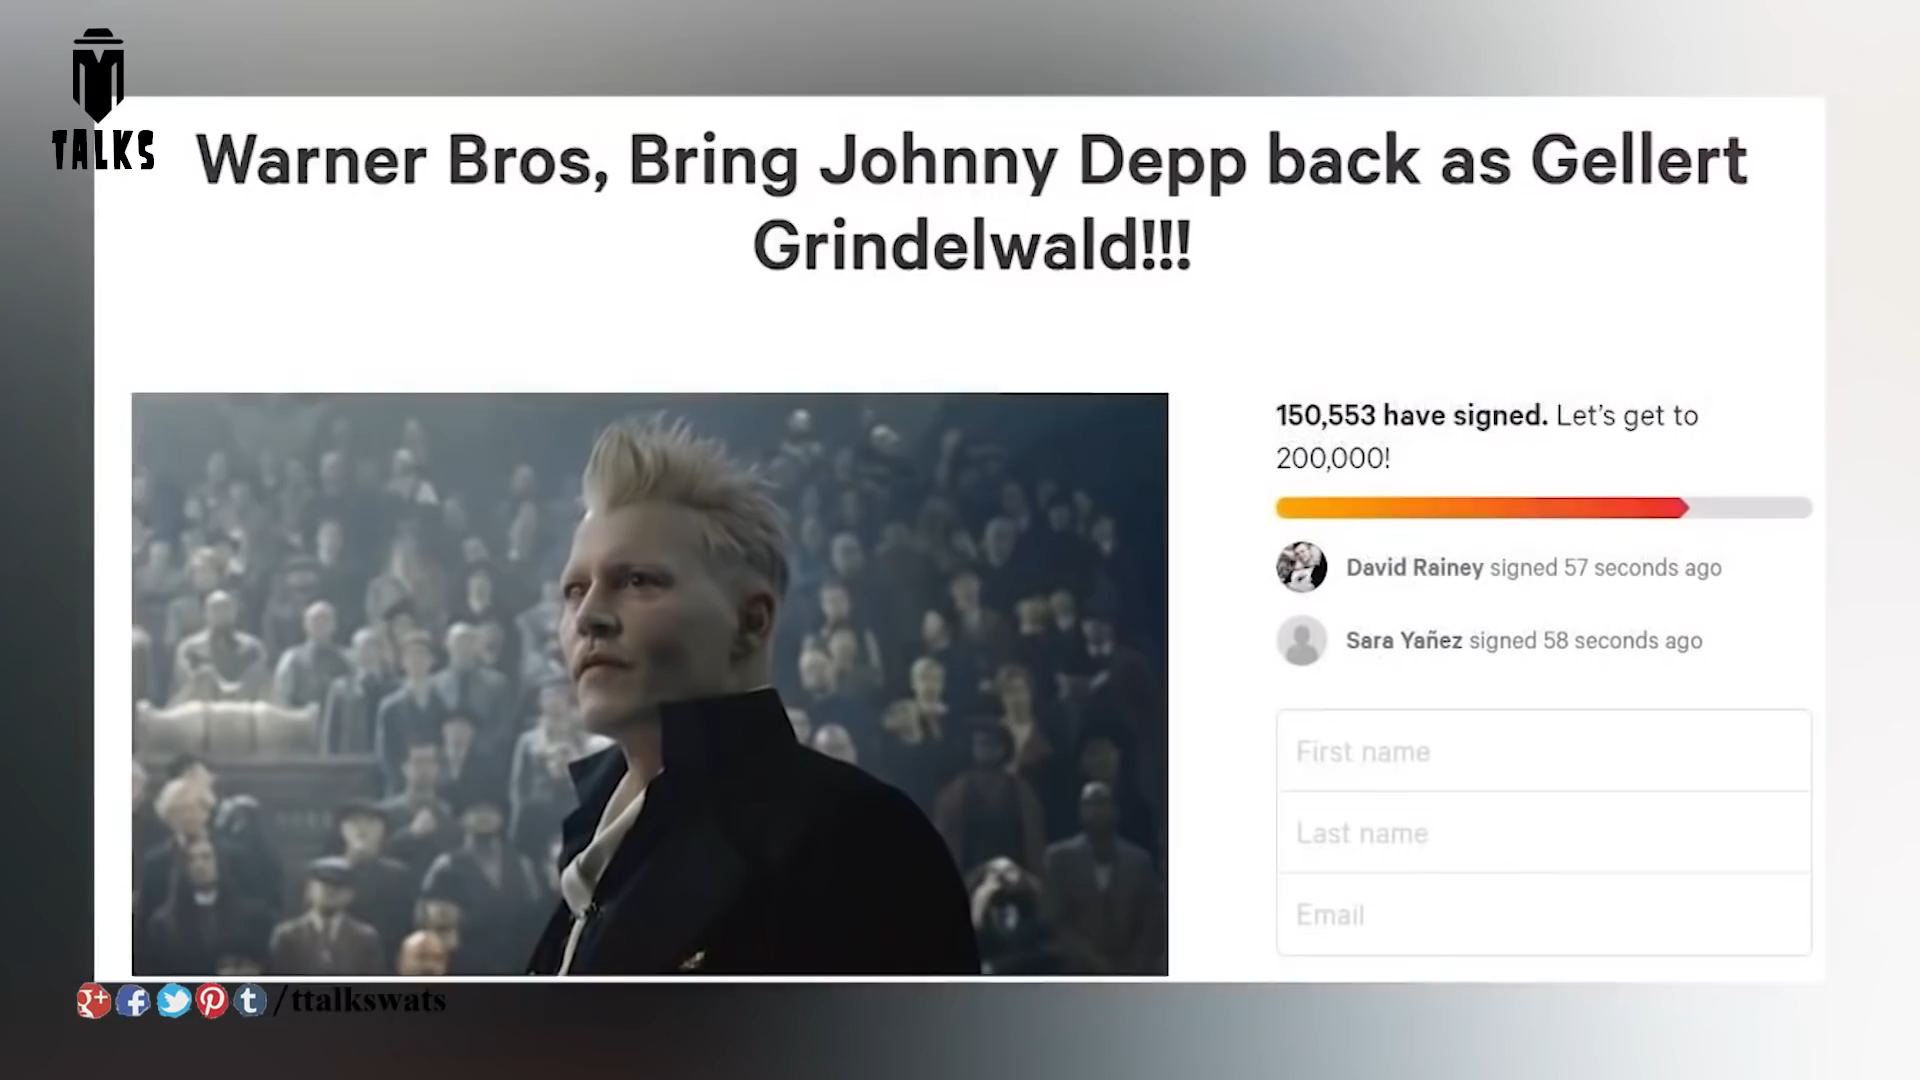 TALKS
Warner Bros, Bring Johnny Depp back as Gellert
Grindelwald!!!
150,553 have signed. Let's get to
200,000!
David Rainey signed 57 seconds ago
Sara Yañez signed 58 seconds ago
First name
Last name
Email
g+ f t /ttalkswats